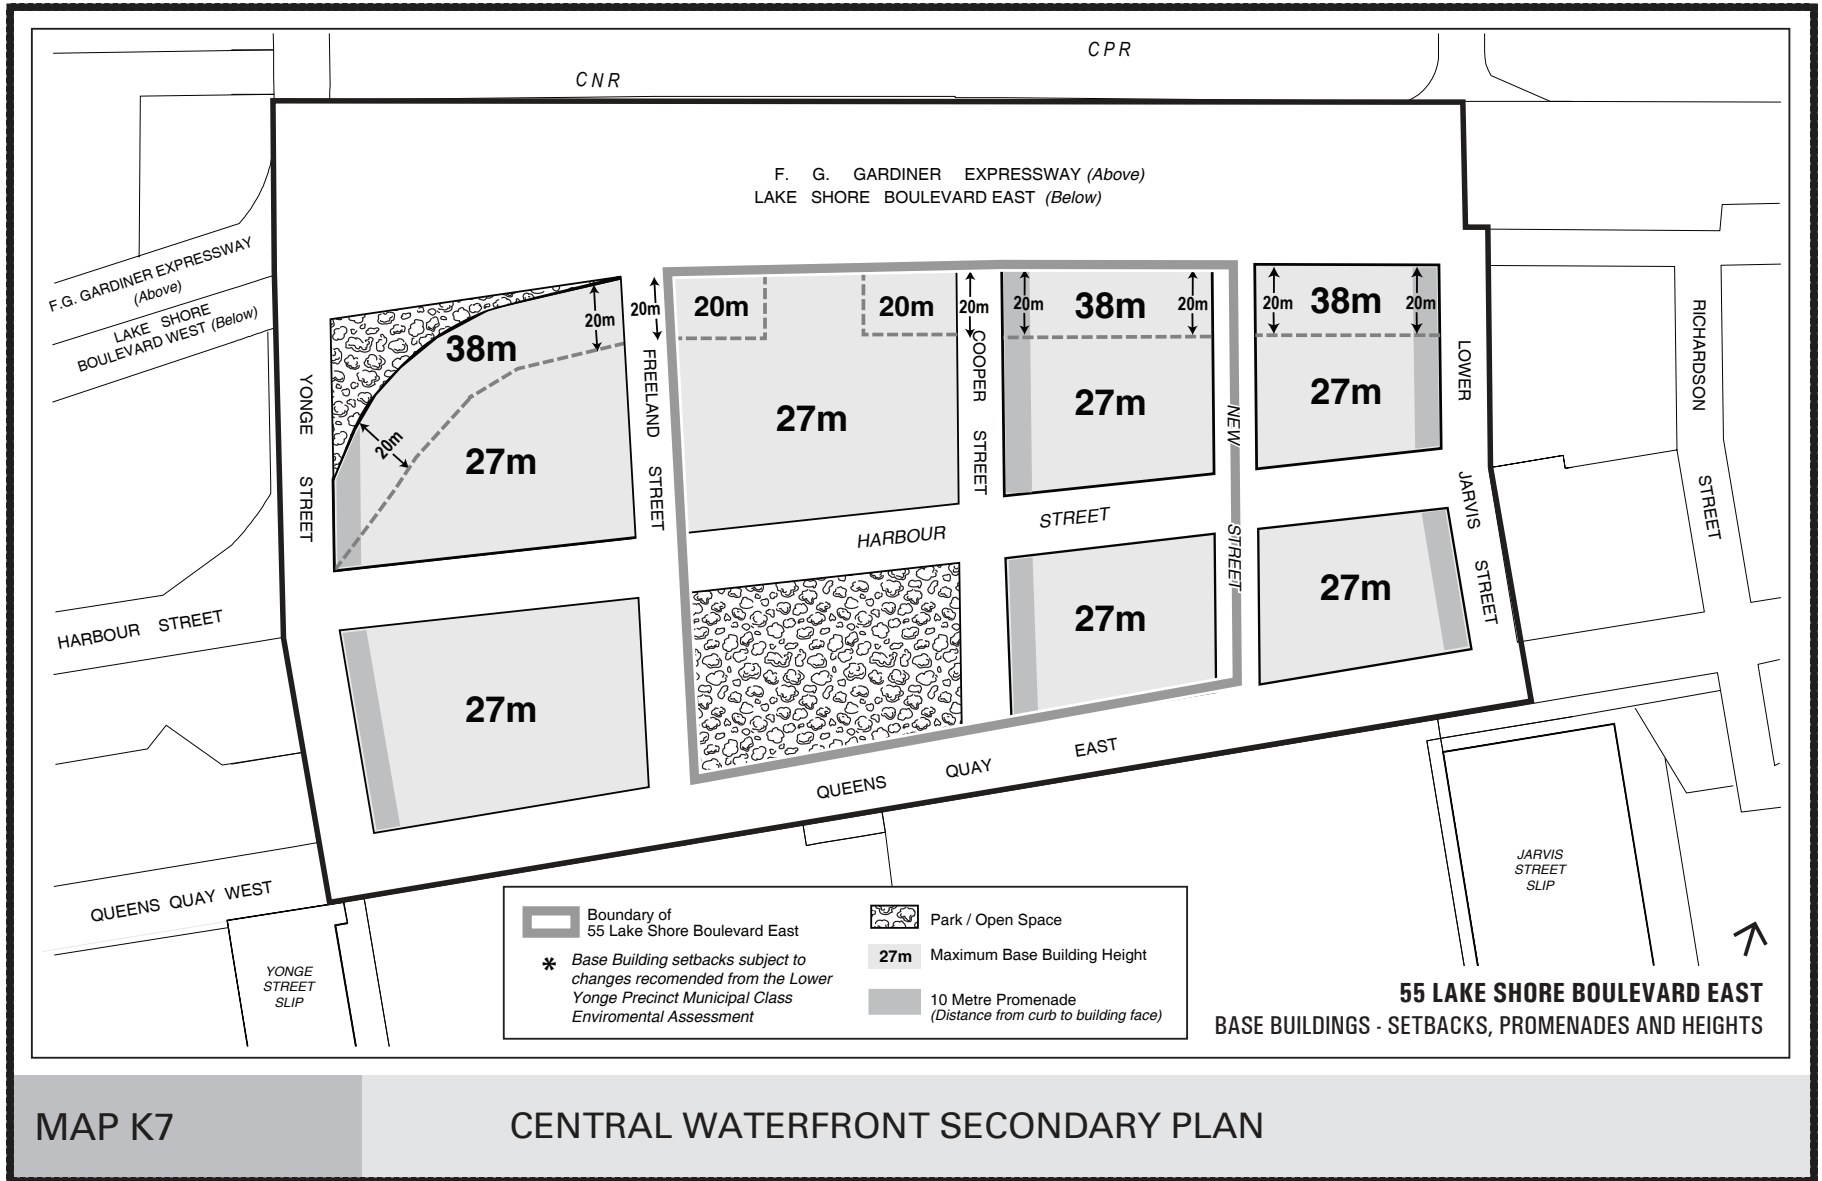 CPR
CNR
F. G. GARDINER EXPRESSWAY (Above)
LAKE SHORE BOULEVARD EAST (Below)
F.G. GARDINER EXPRESSWAY
(Above)
LAKE SHORE
BOULEVARD WEST (Below)
20m
38m
20m
27m
20m
20m
20m
27m
20m
20m
38m
20m
27m
20m
38m
20m
27m
YONGE STREET
FREELAND STREET
COOPER STREET
NEW STREET
LOWER JARVIS STREET
RICHARDSON STREET
HARBOUR STREET
HARBOUR STREET
27m
27m
27m
QUEENS QUAY EAST
QUEENS QUAY WEST
YONGE
STREET
SLIP
JARVIS
STREET
SLIP
Boundary of
55 Lake Shore Boulevard East
* Base Building setbacks subject to
changes recomended from the Lower
Yonge Precinct Municipal Class
Enviromental Assessment
Park / Open Space
27m Maximum Base Building Height
10 Metre Promenade
(Distance from curb to building face)
55 LAKE SHORE BOULEVARD EAST
BASE BUILDINGS - SETBACKS, PROMENADES AND HEIGHTS
MAP K7
CENTRAL WATERFRONT SECONDARY PLAN